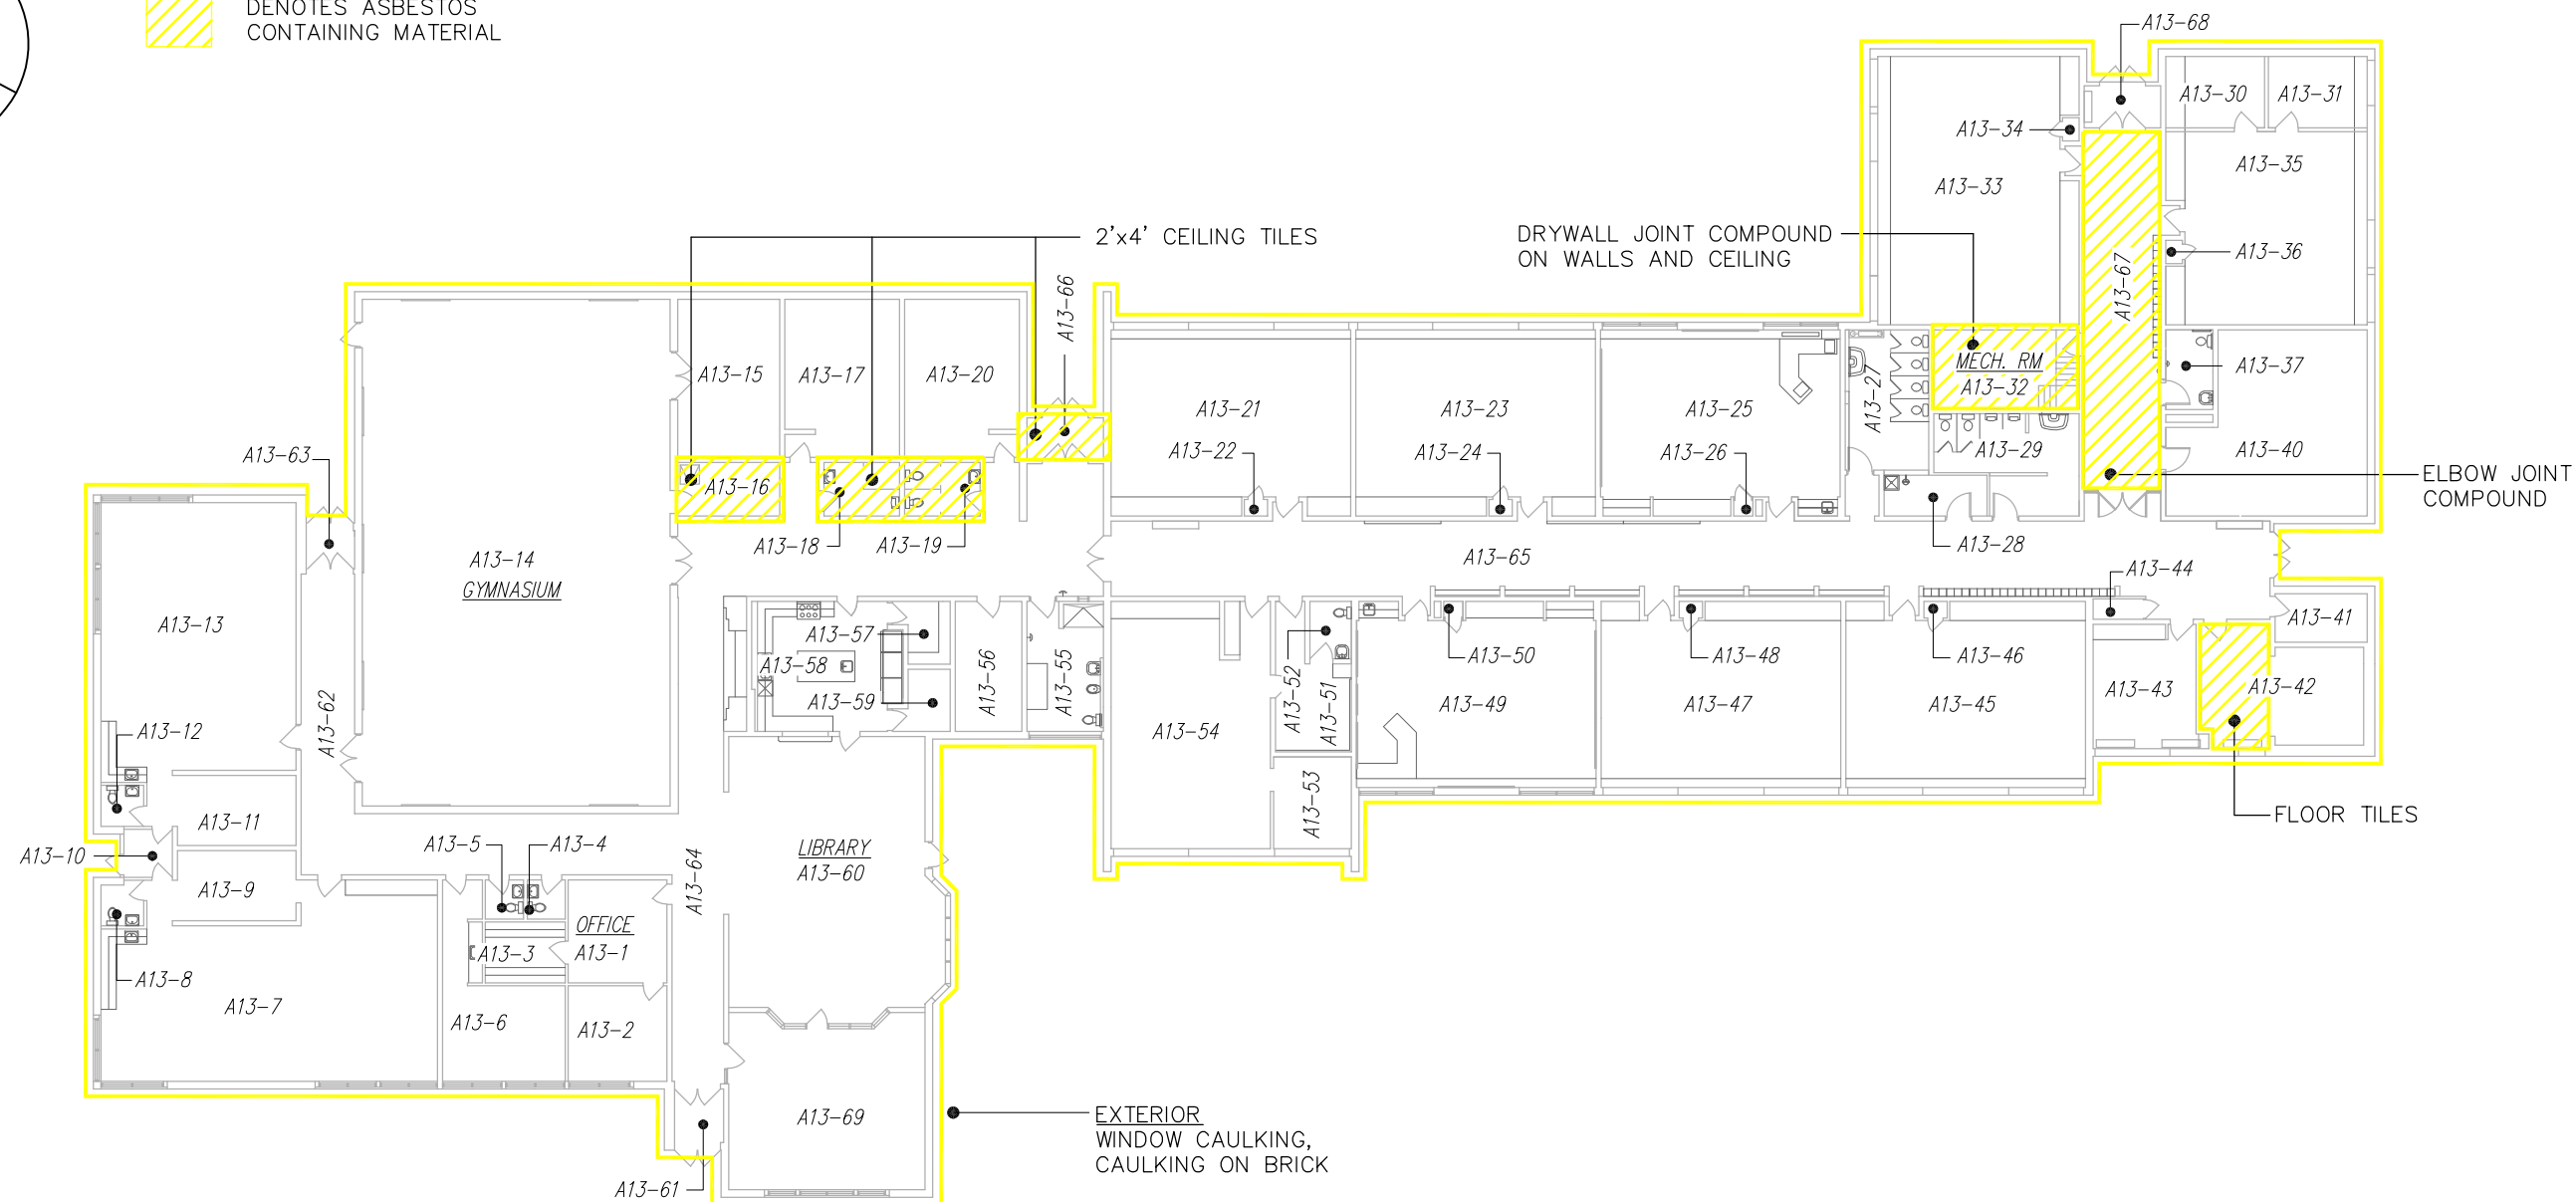 DENOTES ASBESTOS
CONTAINING MATERIAL
A13-68
A13-30
A13-31
A13-34
A13-35
A13-33
2'x4' CEILING TILES
DRYWALL JOINT COMPOUND
ON WALLS AND CEILING
A13-36
A13-67
A13-66
A13-15
A13-17
A13-20
A13-21
A13-23
A13-25
A13-27
MECH. RM
A13-32
A13-37
A13-22
A13-24
A13-26
A13-29
A13-40
A13-63
A13-16
ELBOW JOINT
COMPOUND
A13-18
A13-19
A13-28
A13-14
GYMNASIUM
A13-65
A13-44
A13-13
A13-57
A13-58
A13-59
A13-56
A13-55
A13-52
A13-51
A13-50
A13-48
A13-46
A13-41
A13-42
A13-43
A13-49
A13-47
A13-45
A13-54
A13-53
A13-62
A13-12
A13-11
A13-10
A13-9
A13-5
A13-4
A13-64
LIBRARY
A13-60
FLOOR TILES
OFFICE
A13-1
A13-3
A13-8
A13-7
A13-6
A13-2
A13-69
EXTERIOR
WINDOW CAULKING,
CAULKING ON BRICK
A13-61